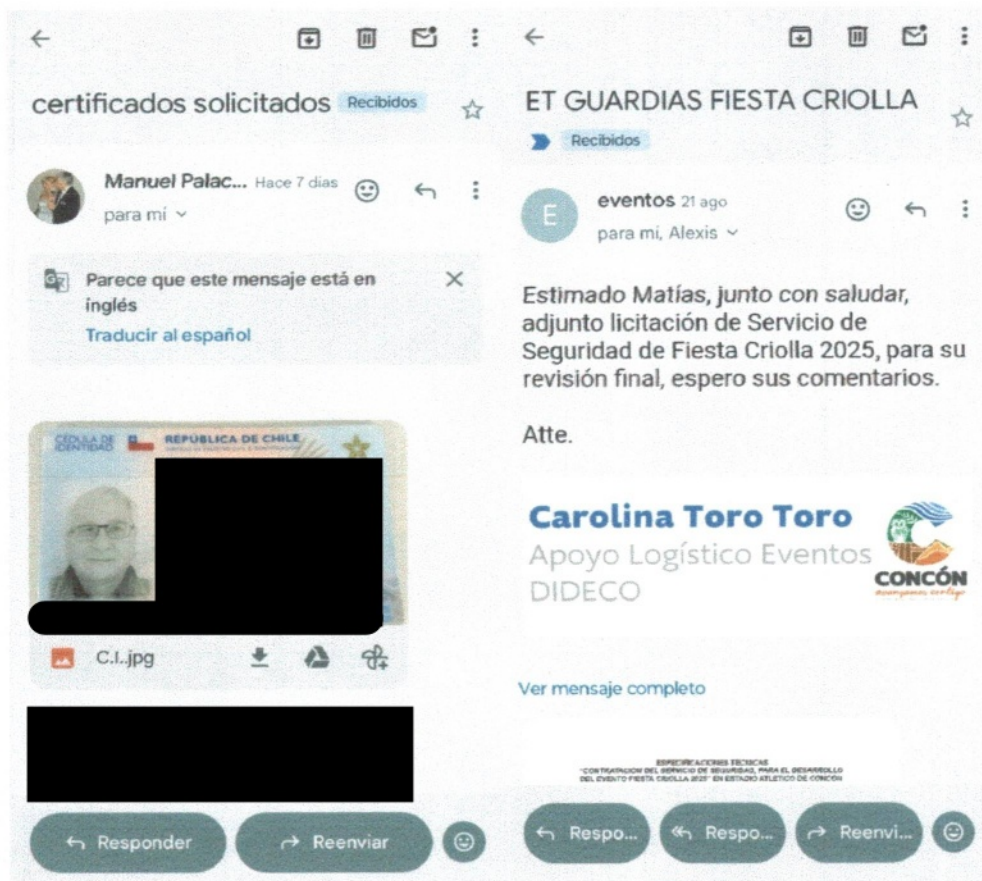 certificados solicitados Recibidos
Manuel Palac... Hace 7 días
para mí
Parece que este mensaje está en
inglés
Traducir al español
CÉDULA DE
IDENTIDAD
REPÚBLICA DE CHILE
C.I..jpg
Responder
Reenviar
ET GUARDIAS FIESTA CRIOLLA
Recibidos
E
eventos 21 ago
para mí, Alexis
Estimado Matías, junto con saludar,
adjunto licitación de Servicio de
Seguridad de Fiesta Criolla 2025, para su
revisión final, espero sus comentarios.
Atte.
Carolina Toro Toro
Apoyo Logístico Eventos
DIDECO
CONCÓN
avanzamos contigo
Ver mensaje completo
ESPECIFICACIONES TÉCNICAS
"CONTRATACIÓN DEL SERVICIO DE SEGURIDAD, PARA EL DESARROLLO
DEL EVENTO FIESTA CRIOLLA 2025" EN ESTADIO ATLÉTICO DE CONCÓN
Respo...
Respo...
Reenvi...